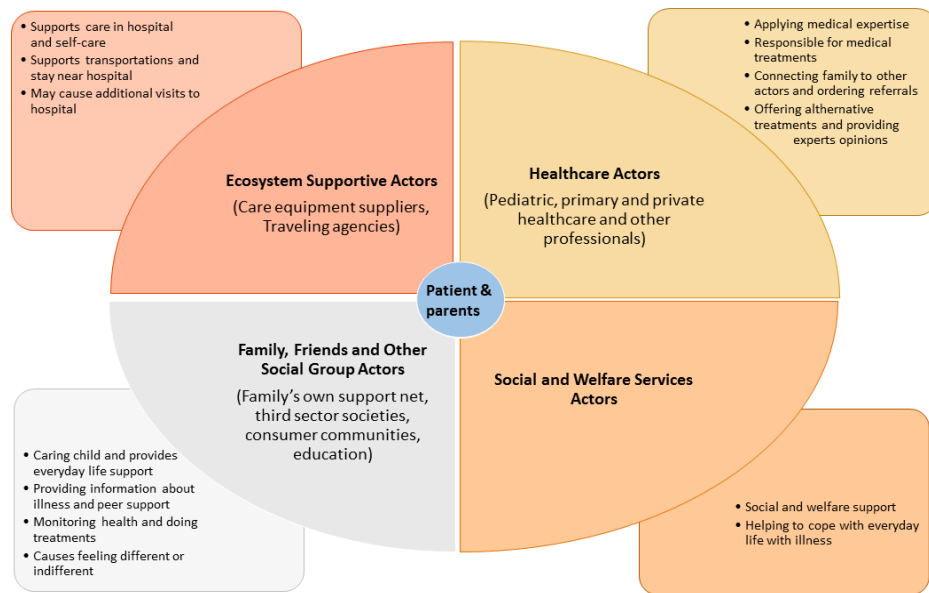 • Supports care in hospital
and self-care
• Supports transportations and
stay near hospital
• May cause additional visits to
hospital
• Applying medical expertise
• Responsible for medical
treatments
• Connecting family to other
actors and ordering referrals
• Offering althernative
treatments and providing
experts opinions
Ecosystem Supportive Actors
(Care equipment suppliers,
Traveling agencies)
Healthcare Actors
(Pediatric, primary and private
healthcare and other
professionals)
Patient &
parents
Family, Friends and Other
Social Group Actors
(Family's own support net,
third sector societies,
consumer communities,
education)
Social and Welfare Services
Actors
• Caring child and provides
everyday life support
• Providing information about
illness and peer support
• Monitoring health and doing
treatments
• Causes feeling different or
indifferent
• Social and welfare support
• Helping to cope with everyday
life with illness